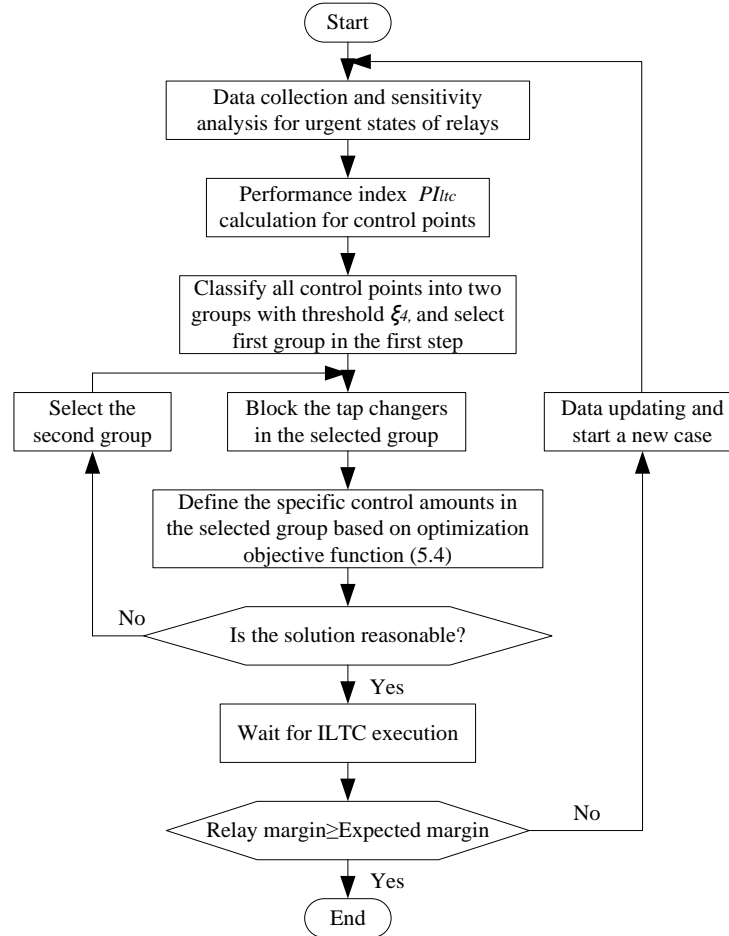 Start
Data collection and sensitivity
analysis for urgent states of relays
Performance index PIltc
calculation for control points
Classify all control points into two
groups with threshold ξ4, and select
first group in the first step
Select the
second group
Block the tap changers
in the selected group
Data updating and
start a new case
Define the specific control amounts in
the selected group based on optimization
objective function (5.4)
No
Is the solution reasonable?
Yes
Wait for ILTC execution
Relay margin≥Expected margin
No
Yes
End